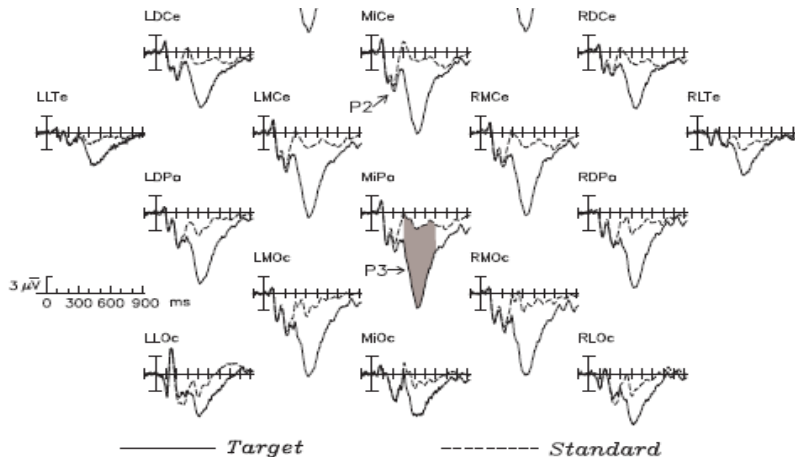 LDCe
MiCe
RDCe
P2
LLTe
LMCe
RMCe
RLTe
LDPa
MiPa
RDPa
P3
LMOc
RMOc
3 µV
0 300 600 900 ms
LLOc
MiOc
RLOc
Target
Standard